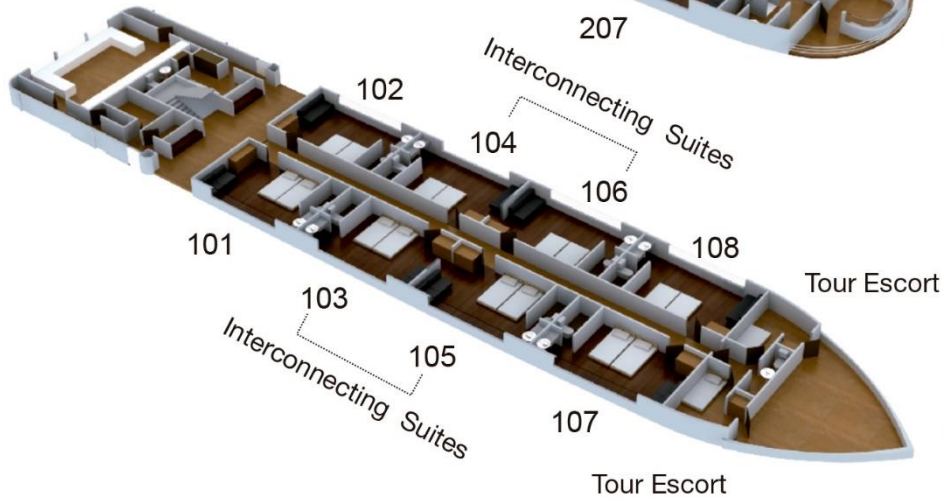 207
Interconnecting Suites
102
104
106
108
Tour Escort
101
103
105
107
Interconnecting Suites
Tour Escort